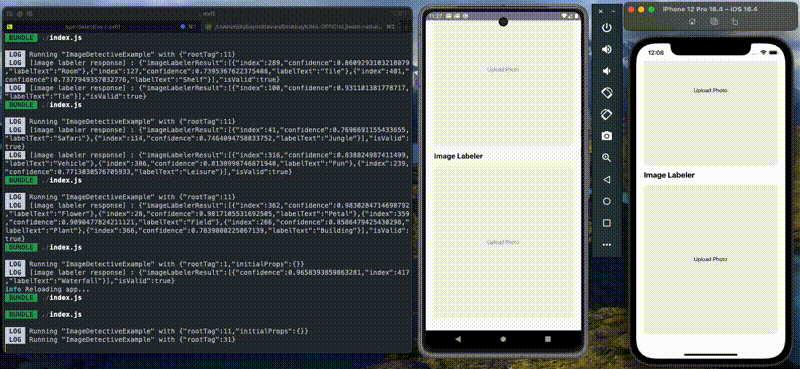 BUNDLE ./index.js
LOG Running "ImageDetectiveExample" with {"rootTag":11}
LOG [image labeler response] : {"imageLabelerResult":[{"index":289,"confidence":0.8609293103218079
,"labelText":"Room"},{"index":127,"confidence":0.7395367622375488,"labelText":"Tile"},{"index":401,"
confidence":0.7377949357032776,"labelText":"Shelf"}],"isValid":true}
LOG [image labeler response] : {"imageLabelerResult":[{"index":100,"confidence":0.931101381778717,
"labelText":"Tie"}],"isValid":true}
BUNDLE ./index.js
LOG Running "ImageDetectiveExample" with {"rootTag":11}
LOG [image labeler response] : {"imageLabelerResult":[{"index":41,"confidence":0.7696691155433655,
"labelText":"Safari"},{"index":114,"confidence":0.7464094758033752,"labelText":"Jungle"}],"isValid":
true}
LOG [image labeler response] : {"imageLabelerResult":[{"index":316,"confidence":0.838824987411499,
"labelText":"Vehicle"},{"index":386,"confidence":0.8138998746871948,"labelText":"Fun"},{"index":239,
"confidence":0.7713030576705933,"labelText":"Leisure"}],"isValid":true}
BUNDLE ./index.js
LOG Running "ImageDetectiveExample" with {"rootTag":11}
LOG [image labeler response] : {"imageLabelerResult":[{"index":362,"confidence":0.9830284714698792
,"labelText":"Flower"},{"index":28,"confidence":0.9817105531692505,"labelText":"Petal"},{"index":359
,"confidence":0.9090477824211121,"labelText":"Field"},{"index":266,"confidence":0.8586479425430298,"
labelText":"Plant"},{"index":366,"confidence":0.7839000225067139,"labelText":"Building"}],"isValid":
true}
BUNDLE ./index.js
LOG Running "ImageDetectiveExample" with {"rootTag":1,"initialProps":{}}
LOG [image labeler response] : {"imageLabelerResult":[{"confidence":0.9658393859863281,"index":417
,"labelText":"Waterfall"}],"isValid":true}
info Reloading app...
BUNDLE ./index.js
BUNDLE ./index.js
LOG Running "ImageDetectiveExample" with {"rootTag":11,"initialProps":{}}
LOG Running "ImageDetectiveExample" with {"rootTag":31}
11:27
Upload Photo
Image Labeler
Upload Photo
iPhone 12 Pro 16.4 – iOS 16.4
12:08
Upload Photo
Image Labeler
Upload Photo